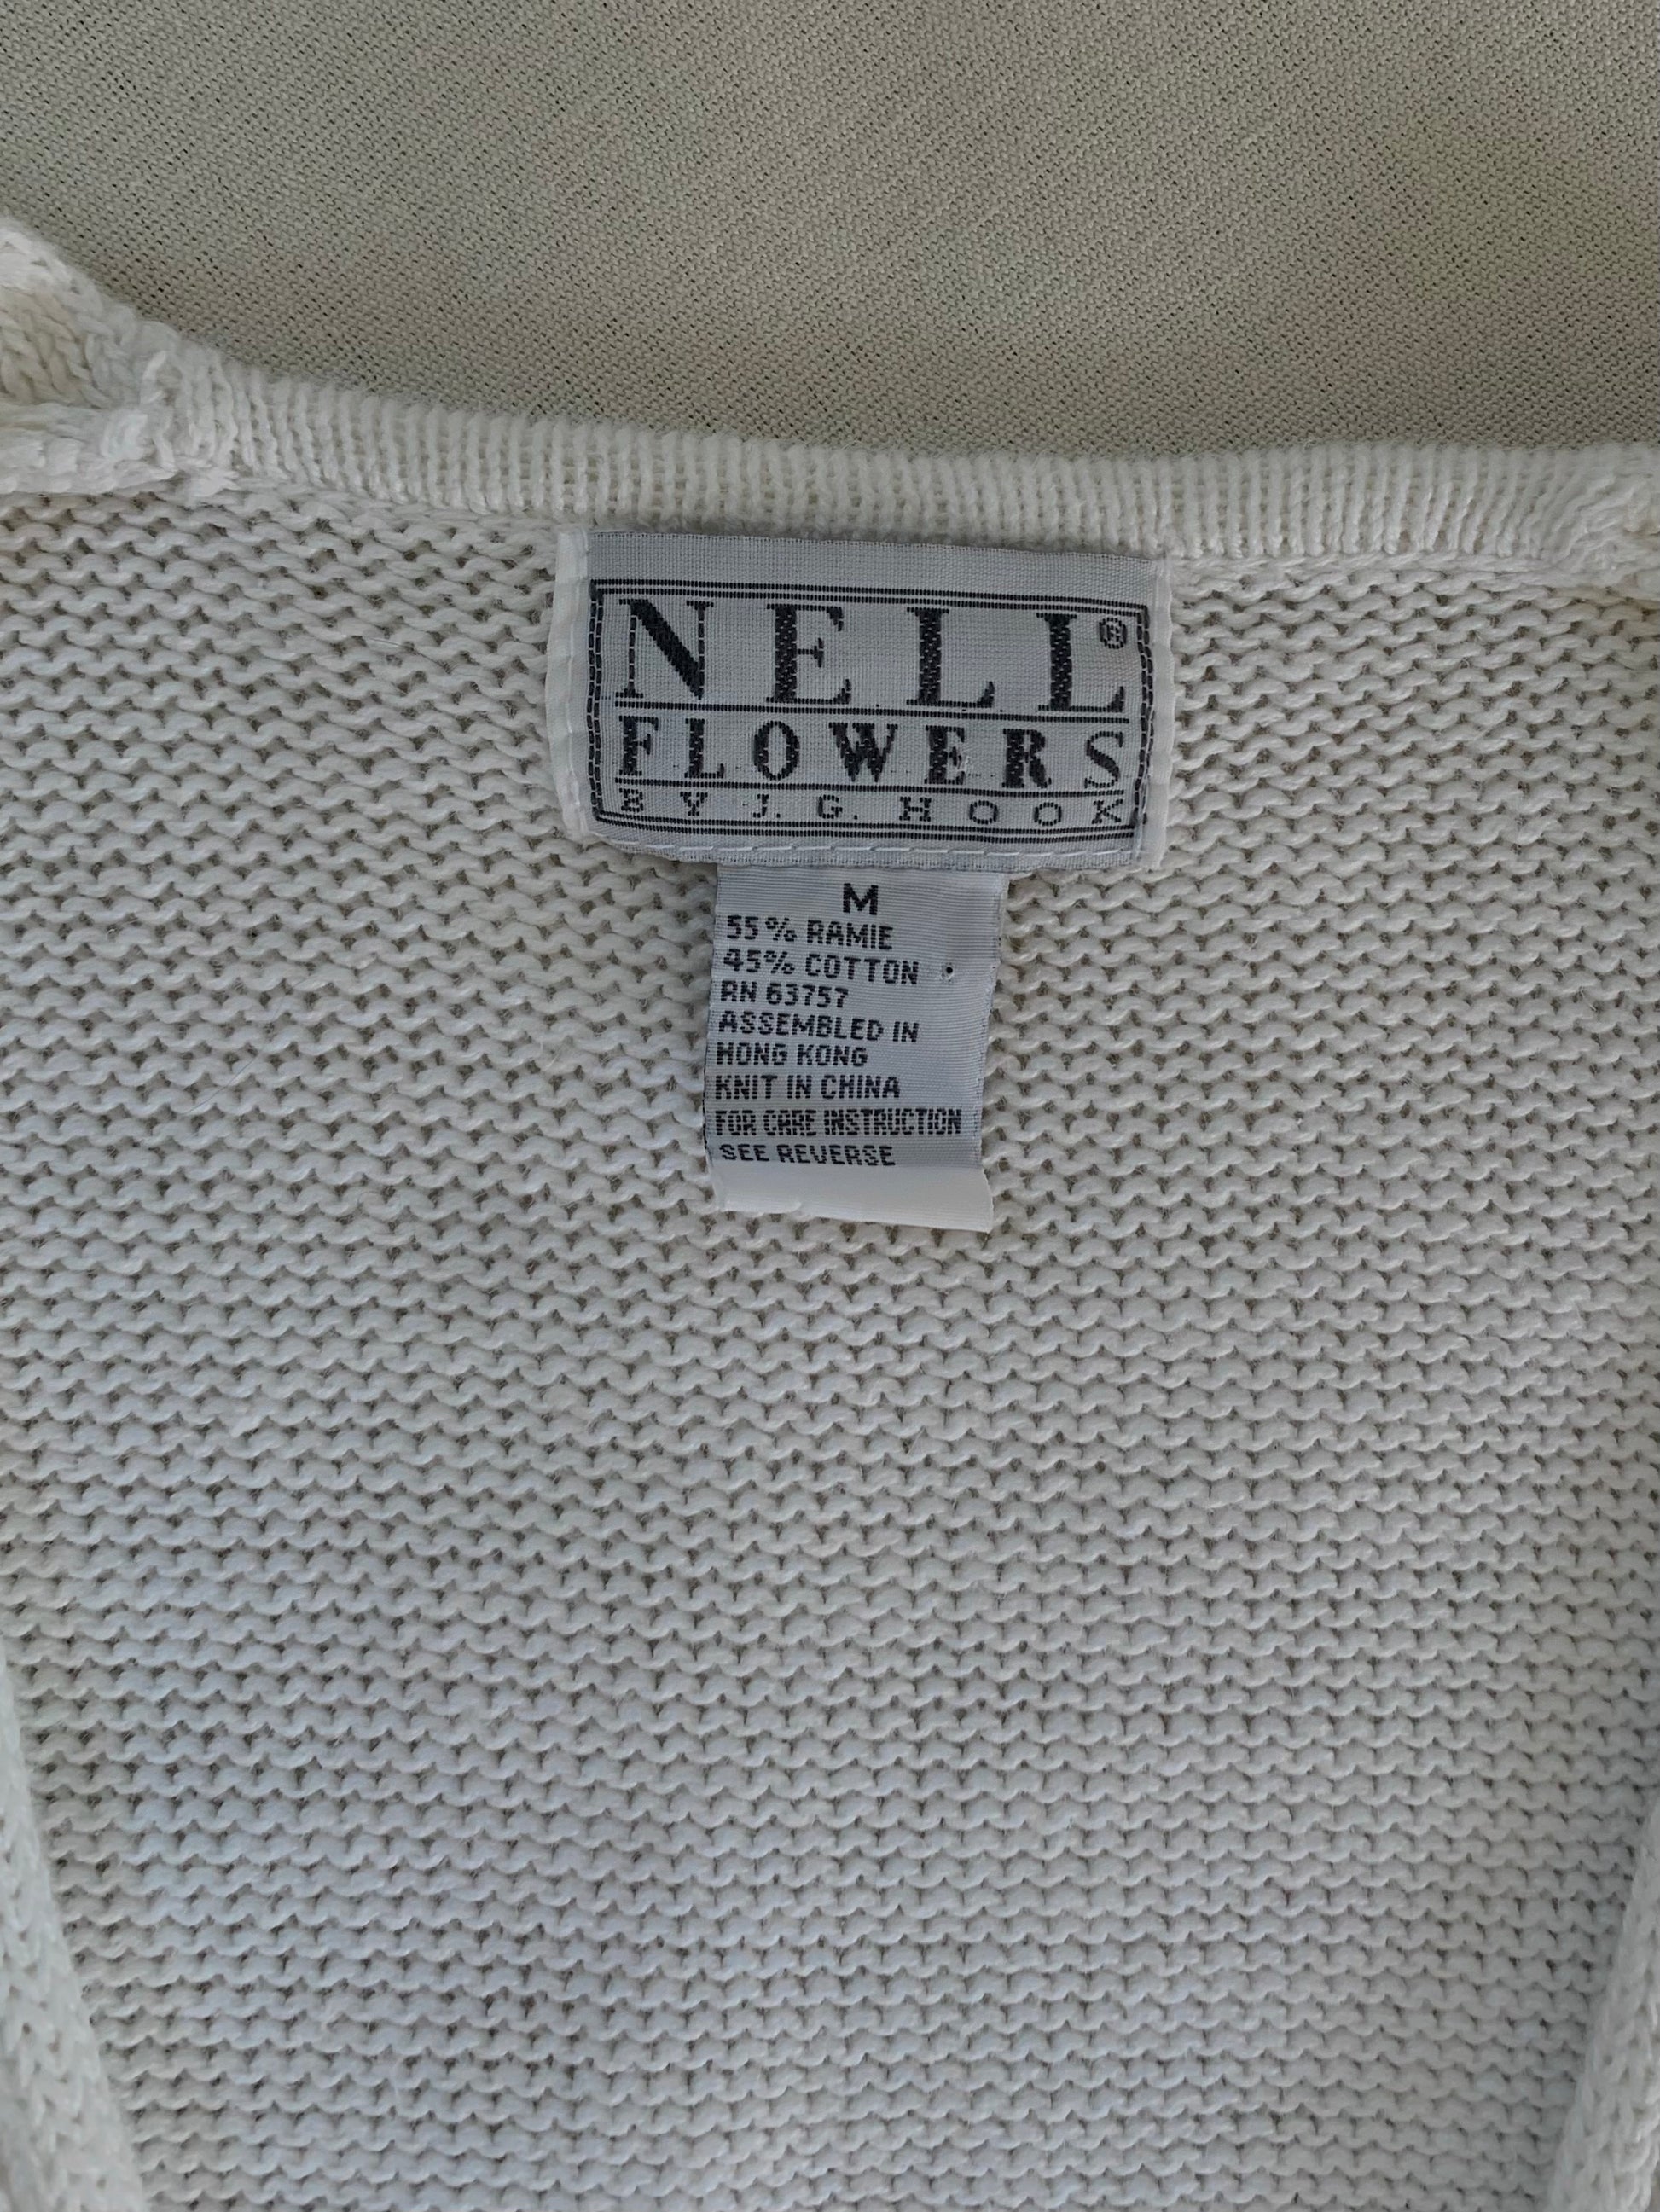 NELL®
FLOWERS
BY J.G. HOOK
M
55% RAMIE
45% COTTON
RN 63757
ASSEMBLED IN
HONG KONG
KNIT IN CHINA
FOR CARE INSTRUCTION
SEE REVERSE